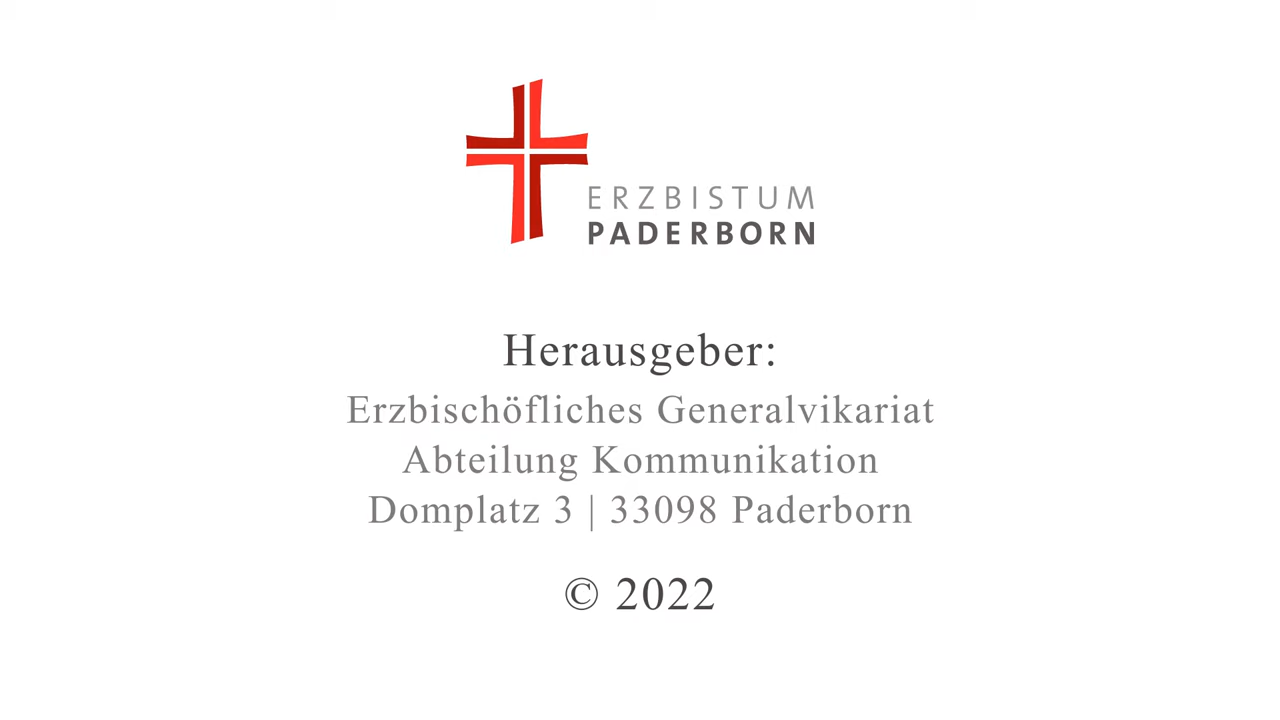 ERZBISTUM
PADERBORN
Herausgeber:
Erzbischöfliches Generalvikariat
Abteilung Kommunikation
Domplatz 3 | 33098 Paderborn
© 2022